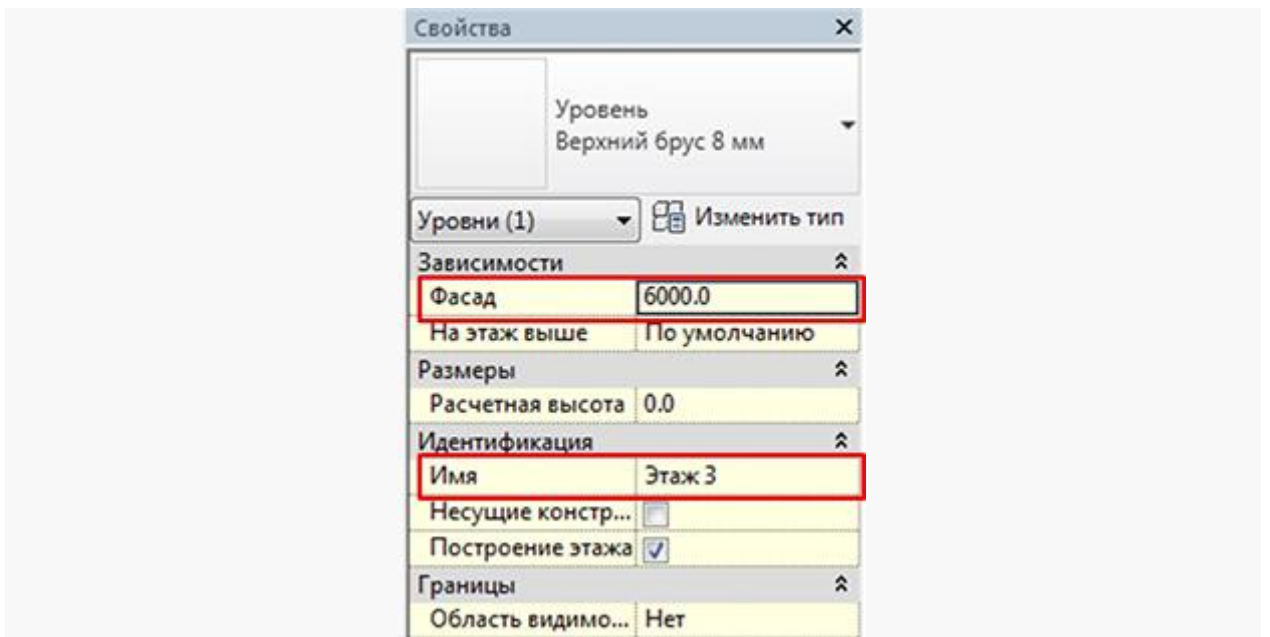 Свойства
Уровень
Верхний брус 8 мм
Уровни (1) Изменить тип
Зависимости
Фасад 6000.0
На этаж выше По умолчанию
Размеры
Расчетная высота 0.0
Идентификация
Имя Этаж 3
Несущие констр...
Построение этажа
Границы
Область видимо... Нет